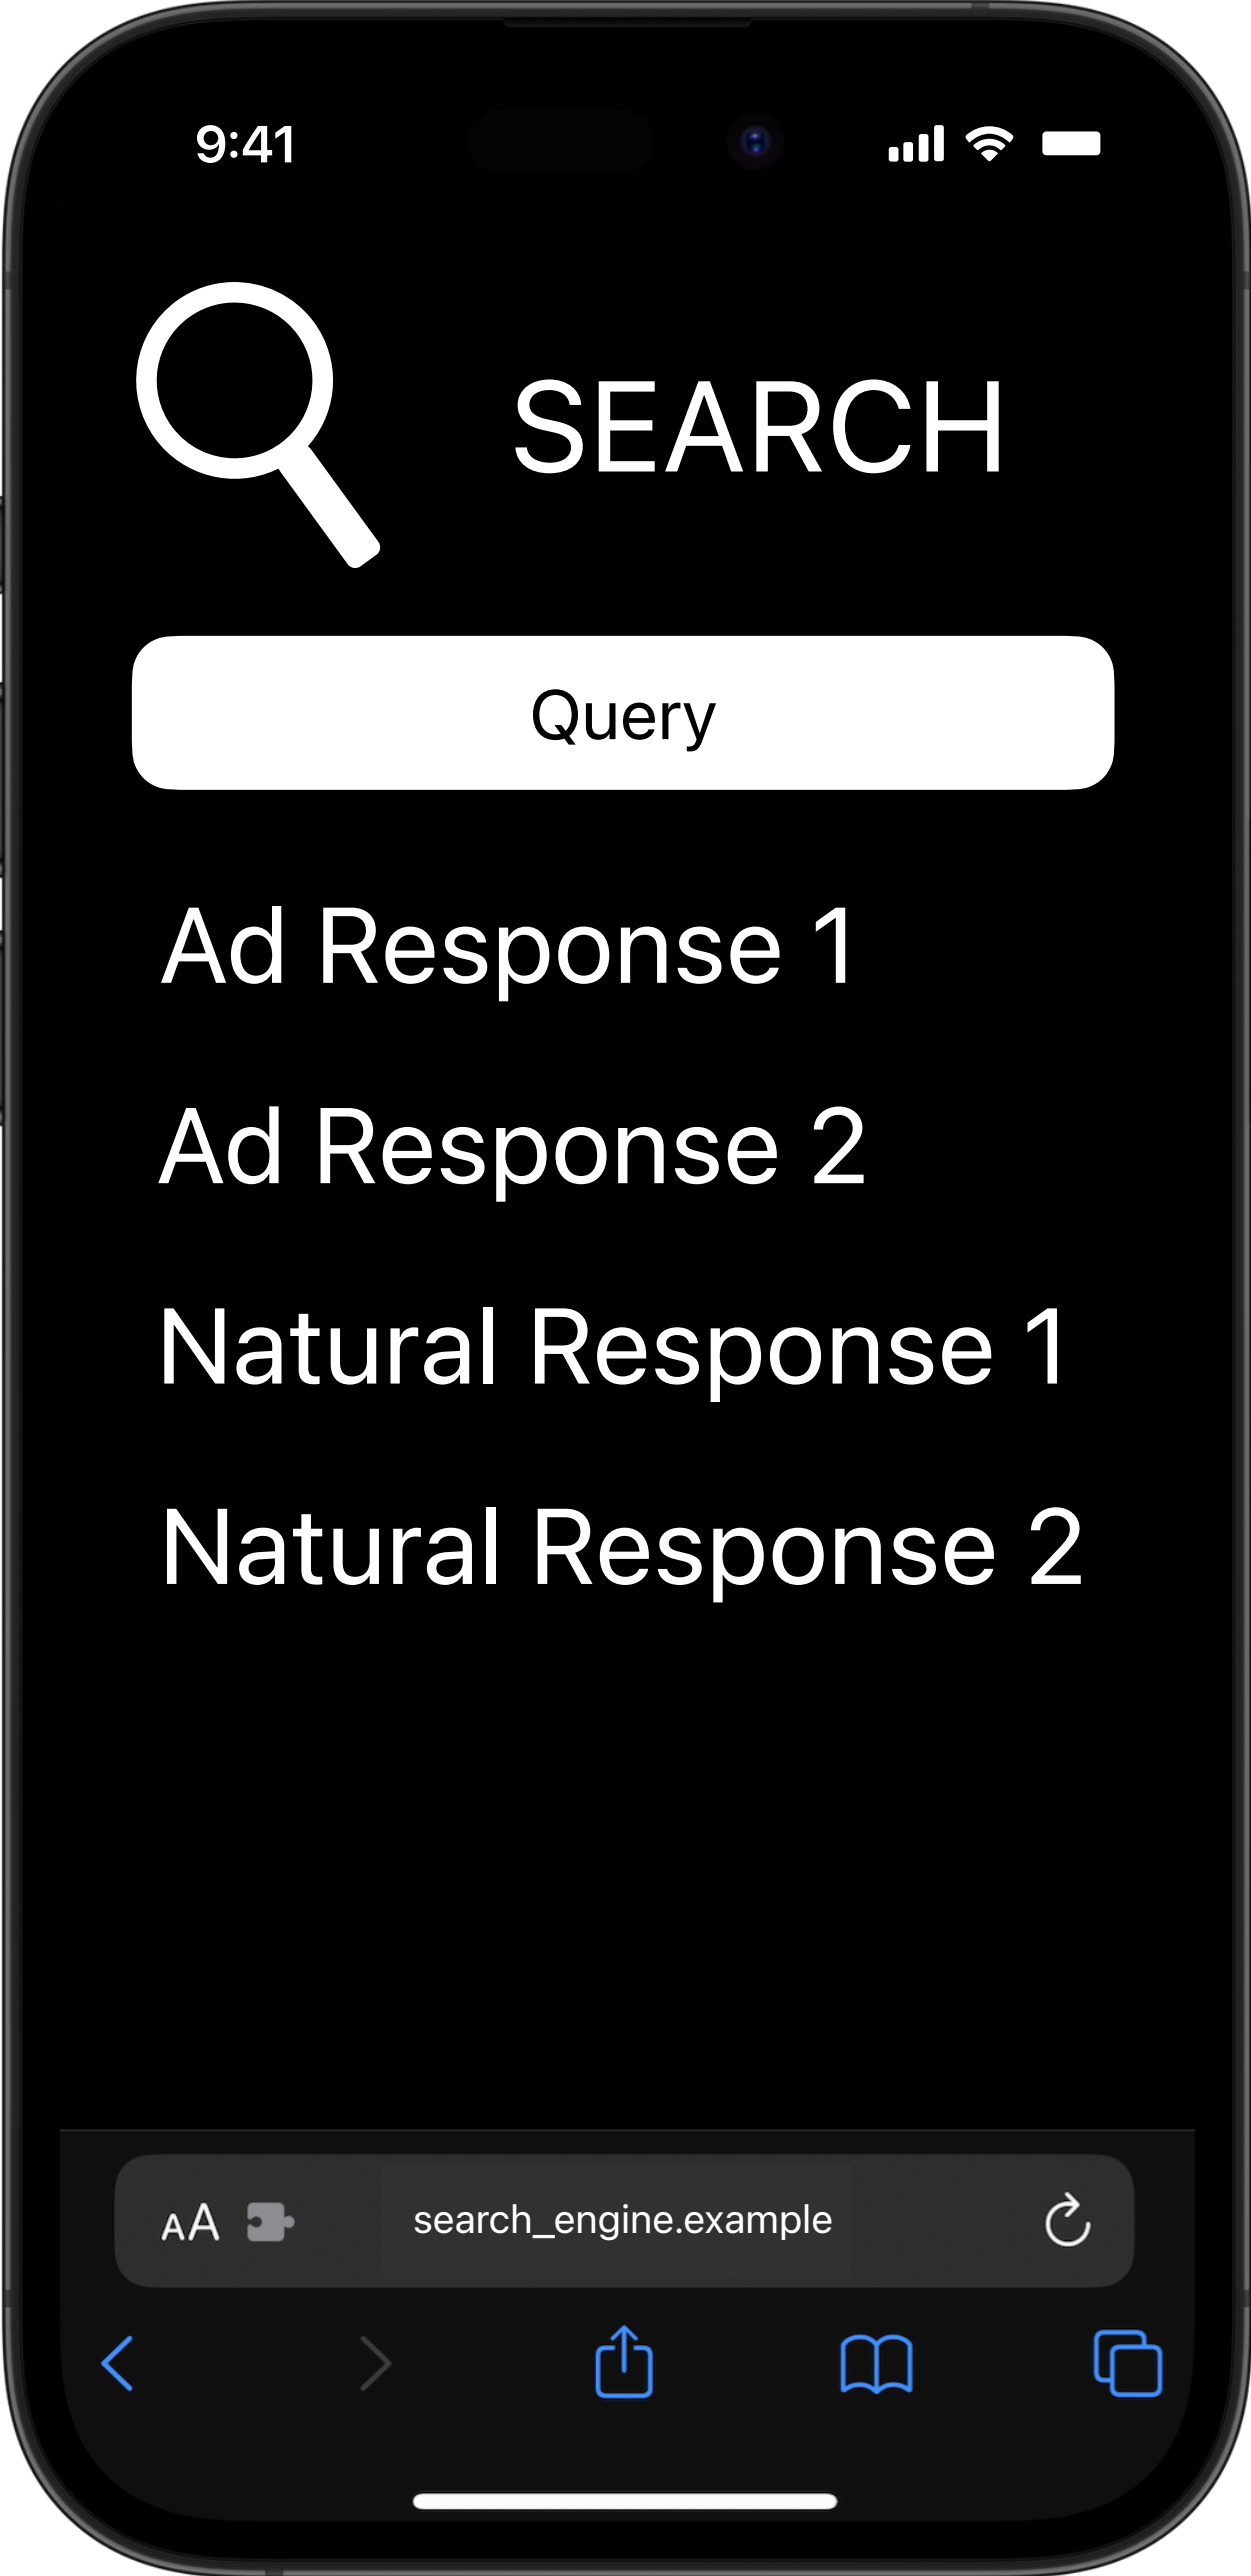 9:41
SEARCH
Query
Ad Response 1
Ad Response 2
Natural Response 1
Natural Response 2
AA
search_engine.example